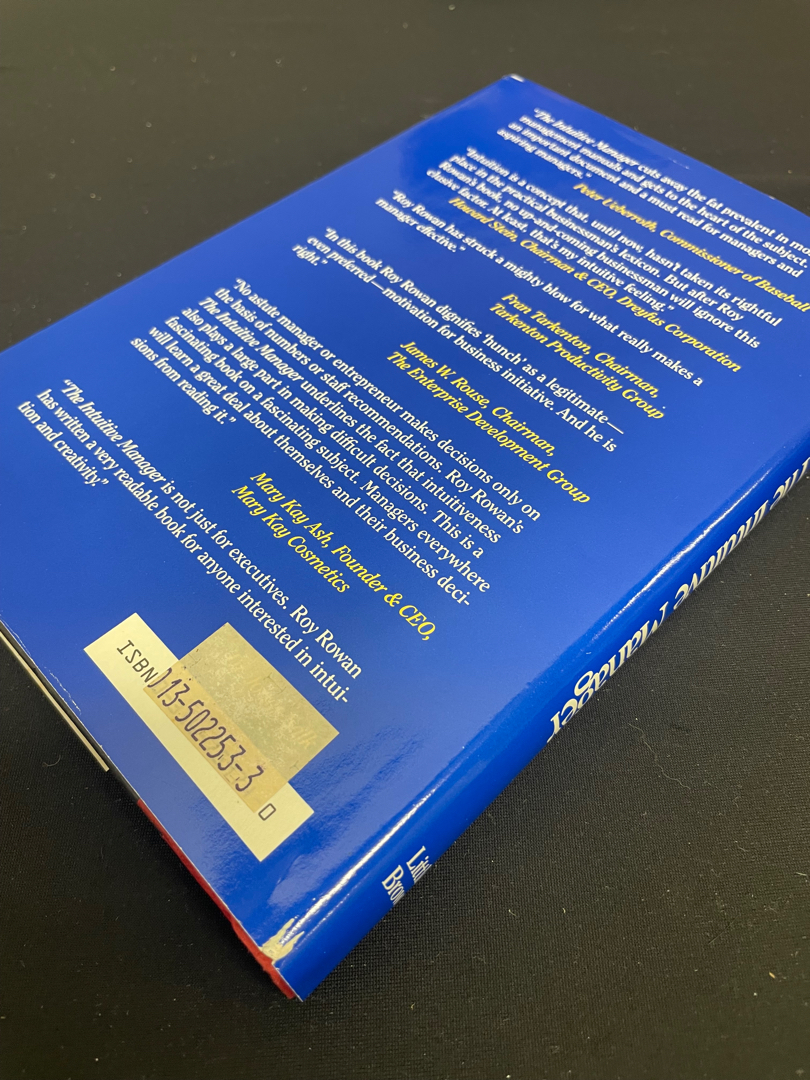 "The Intuitive Manager cuts away the fat prevalent in
management manuals and gets to the heart of the subject.
an important document and a must read for managers and
aspiring managers."
Peter Ueberroth, Commissioner of
"Intuition is a concept that, until now, hasn't taken its rightful
place in the practical businessman's lexicon. But after Roy
Rowan's book, no up-and-coming businessman will ignore this
elusive factor. At least, that's my intuitive feeling."
Howard Stein, Chairman & CEO, Dreyfus Corporation
"Roy Rowan has struck a mighty blow for what really makes a
manager effective."
Fran Tarkenton, Chairman,
Tarkenton Productivity Group
"In this book Roy Rowan dignifies 'hunch' as a legitimate—
even preferred—motivation for business initiative. And he is
right."
James W. Rouse, Chairman,
The Enterprise Development Group
"No astute manager or entrepreneur makes decisions only on
the basis of numbers or staff recommendations. Roy Rowan's
The Intuitive Manager underlines the fact that intuitiveness
also plays a large part in making difficult decisions. This is a
fascinating book on a fascinating subject. Managers everywhere
will learn a great deal about themselves and their business deci-
sions from reading it."
Mary Kay Ash, Founder & CEO,
Mary Kay Cosmetics
"The Intuitive Manager is not just for executives. Roy Rowan
has written a very readable book for anyone interested in intui-
tion and creativity."
ISBN 13-502253-3
Intuitive Manager